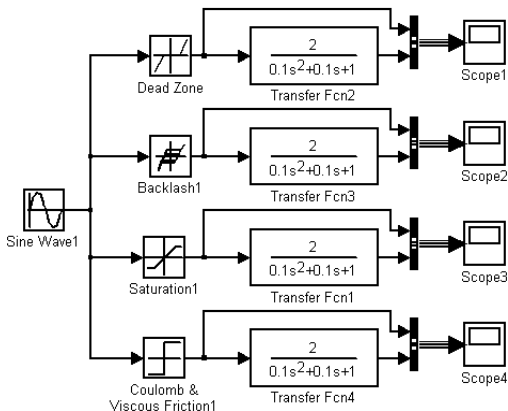 2
0.1s²+0.1s+1
Dead Zone
Transfer Fcn2
Scope1
2
0.1s²+0.1s+1
Backlash1
Transfer Fcn3
Scope2
Sine Wave1
2
0.1s²+0.1s+1
Saturation1
Transfer Fcn1
Scope3
2
0.1s²+0.1s+1
Coulomb &
Viscous Friction1
Transfer Fcn4
Scope4